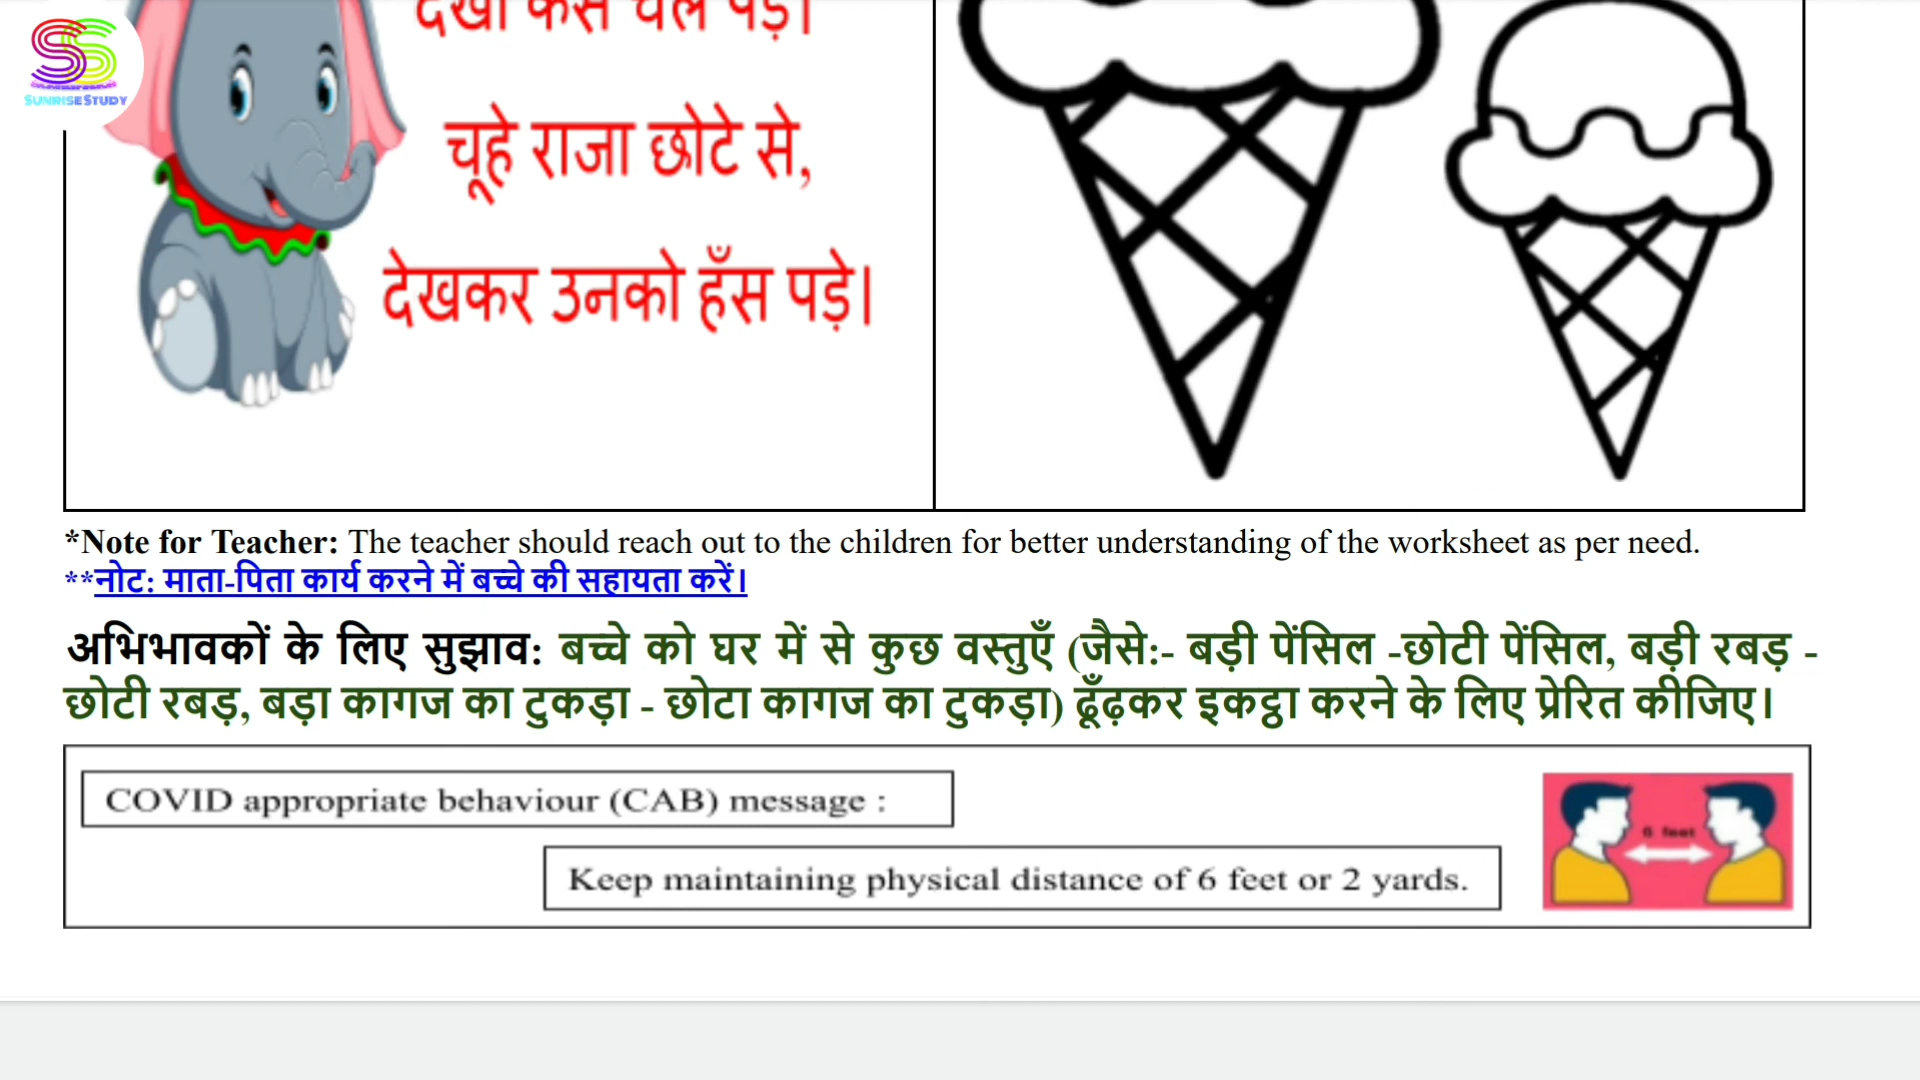 SS
SUNRISE STUDY
देखो कैसे चल पड़े।
चूहे राजा छोटे से,
देखकर उनको हँस पड़े।
*Note for Teacher: The teacher should reach out to the children for better understanding of the worksheet as per need.
**नोट: माता-पिता कार्य करने में बच्चे की सहायता करें।
अभिभावकों के लिए सुझाव: बच्चे को घर में से कुछ वस्तुएँ (जैसे:- बड़ी पेंसिल -छोटी पेंसिल, बड़ी रबड़ -
छोटी रबड़, बड़ा कागज का टुकड़ा - छोटा कागज का टुकड़ा) ढूँढ़कर इकट्ठा करने के लिए प्रेरित कीजिए।
COVID appropriate behaviour (CAB) message :
6 feet
Keep maintaining physical distance of 6 feet or 2 yards.